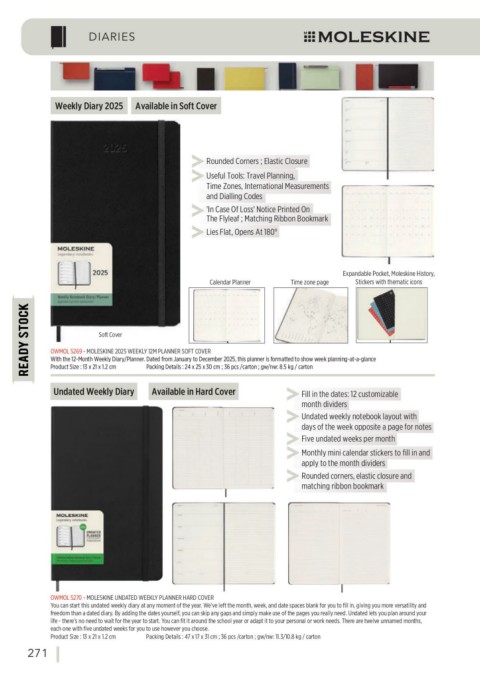 DIARIES
MOLESKINE
Weekly Diary 2025
Available in Soft Cover
2025
Rounded Corners ; Elastic Closure
Useful Tools: Travel Planning,
Time Zones, International Measurements
and Dialling Codes
'In Case Of Loss' Notice Printed On
The Flyleaf ; Matching Ribbon Bookmark
Lies Flat, Opens At 180°
MOLESKINE
2025
Expandable Pocket, Moleskine History,
Stickers with thematic icons
Calendar Planner
Time zone page
Soft Cover
READY STOCK
OWMOL 5269 - MOLESKINE 2025 WEEKLY 12M PLANNER SOFT COVER
With the 12-Month Weekly Diary/Planner. Dated from January to December 2025, this planner is formatted to show week planning-at-a-glance
Product Size : 13 x 21 x 1.2 cm Packing Details : 24 x 25 x 30 cm ; 36 pcs /carton ; gw/nw: 8.5 kg / carton
Undated Weekly Diary
Available in Hard Cover
Fill in the dates: 12 customizable
month dividers
Undated weekly notebook layout with
days of the week opposite a page for notes
Five undated weeks per month
Monthly mini calendar stickers to fill in and
apply to the month dividers
Rounded corners, elastic closure and
matching ribbon bookmark
MOLESKINE
UNDATED
PLANNER
OWMOL 5270 - MOLESKINE UNDATED WEEKLY PLANNER HARD COVER
You can start this undated weekly diary at any moment of the year. We've left the month, week, and date spaces blank for you to fill in, giving you more versatility and
freedom than a dated diary. By adding the dates yourself, you can skip any gaps and simply make use of the pages you really need. Undated lets you plan around your
life - there's no need to wait for the year to start. You can fit it around the school year or adapt it to your personal or work needs. There are twelve unnamed months,
each one with five undated weeks for you to use however you choose.
Product Size : 13 x 21 x 1.2 cm Packing Details : 47 x 17 x 31 cm ; 36 pcs /carton ; gw/nw: 11.3/10.8 kg / carton
271